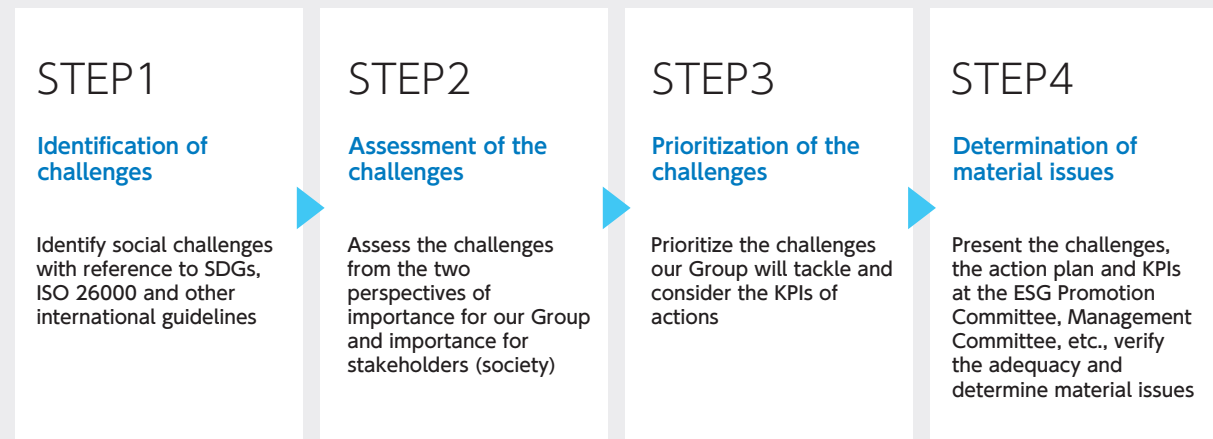 STEP1
Identification of
challenges
Identify social challenges
with reference to SDGs,
ISO 26000 and other
international guidelines
STEP2
Assessment of the
challenges
Assess the challenges
from the two
perspectives of
importance for our Group
and importance for
stakeholders (society)
STEP3
Prioritization of the
challenges
Prioritize the challenges
our Group will tackle and
consider the KPIs of
actions
STEP4
Determination of
material issues
Present the challenges,
the action plan and KPIs
at the ESG Promotion
Committee, Management
Committee, etc., verify
the adequacy and
determine material issues